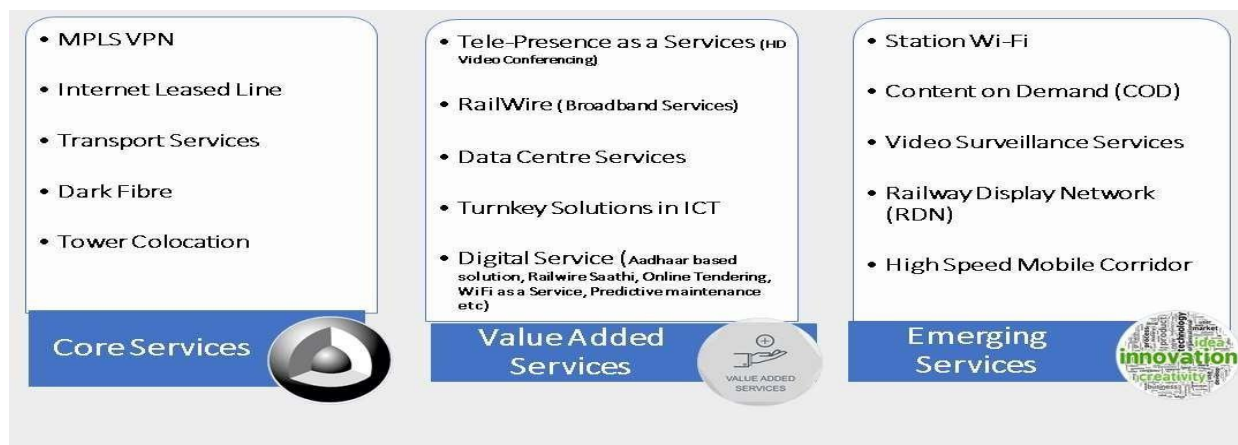 • MPLS VPN
• Internet Leased Line
• Transport Services
• Dark Fibre
• Tower Colocation
Core Services
• Tele-Presence as a Services (HD
Video Conferencing)
• RailWire (Broadband Services)
• Data Centre Services
• Turnkey Solutions in ICT
• Digital Service (Aadhaar based
solution, Railwire Saathi, Online Tendering,
WiFi as a Service, Predictive maintenance
etc)
Value Added
Services
VALUE ADDED
SERVICES
• Station Wi-Fi
• Content on Demand (COD)
• Video Surveillance Services
• Railway Display Network
(RDN)
• High Speed Mobile Corridor
Emerging
Services
market
technology
idea
innovation
creativity
business